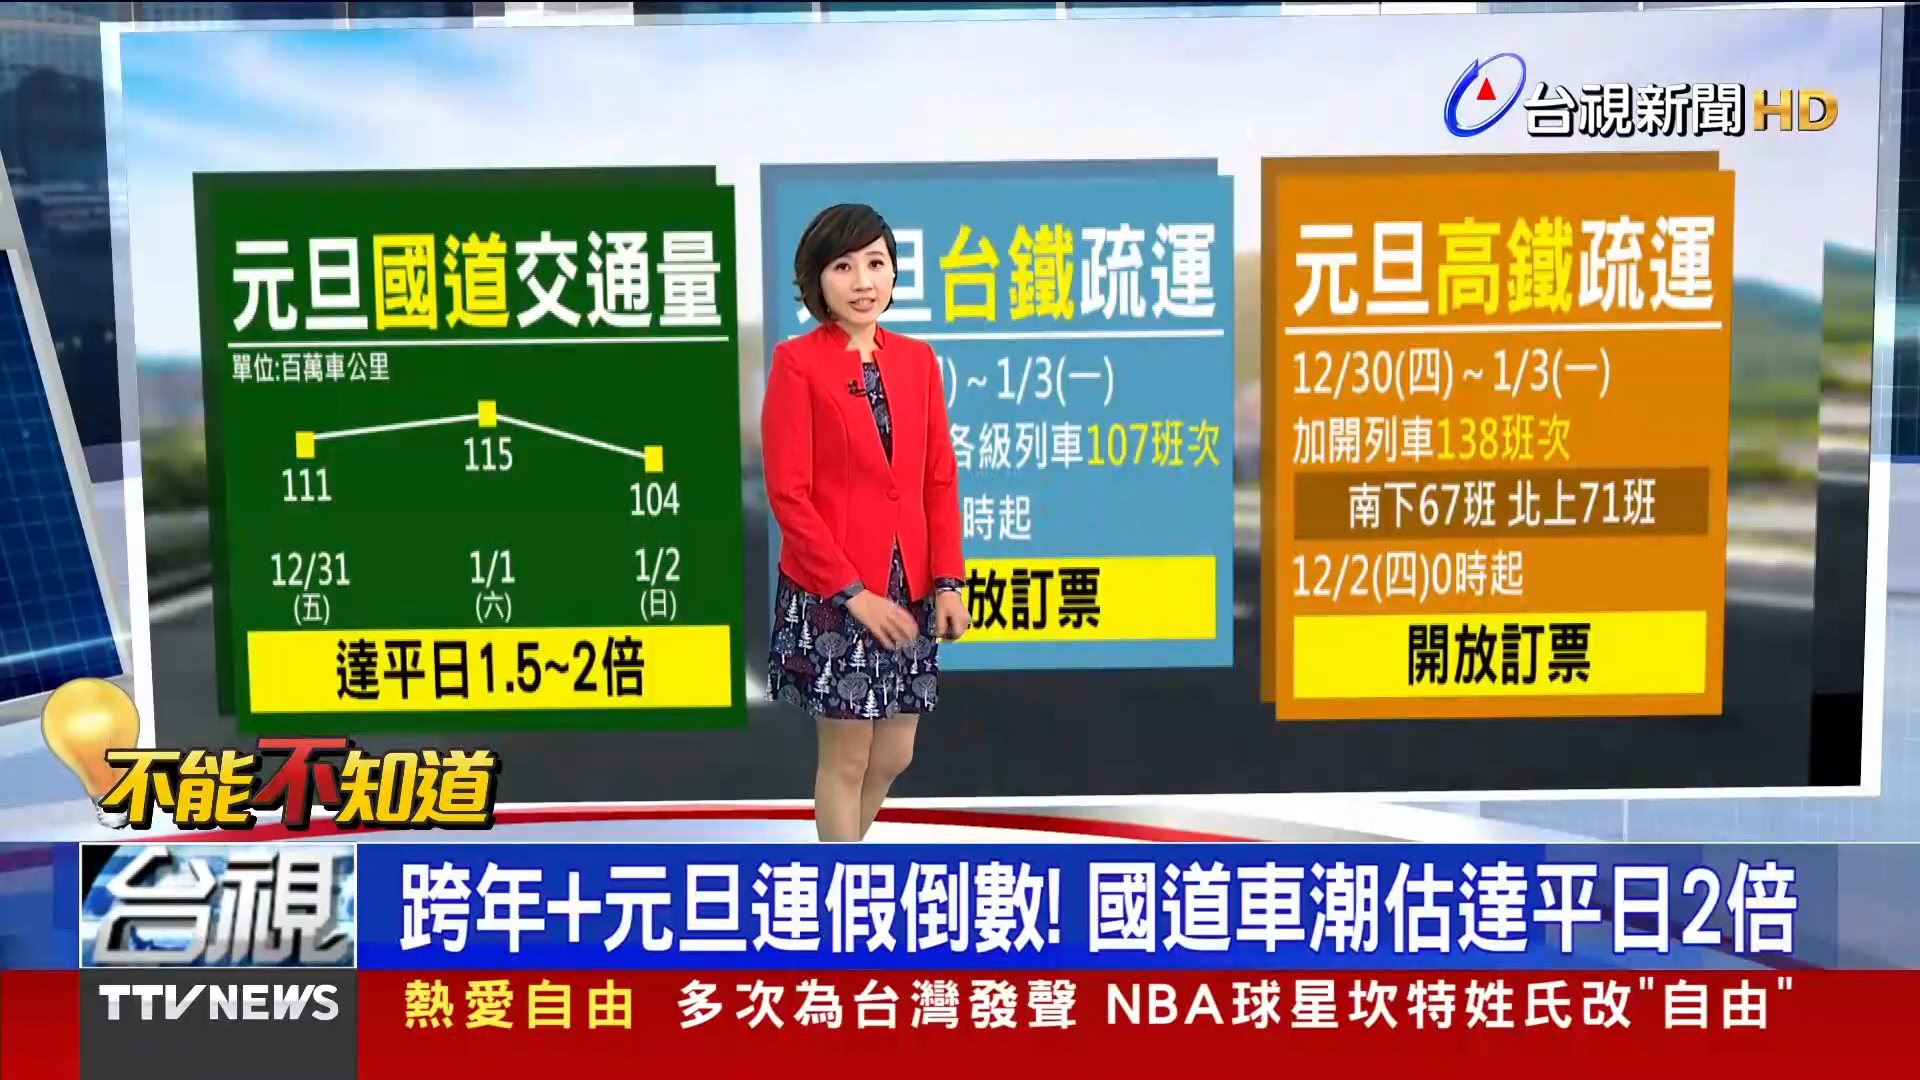 台視新聞HD
元旦國道交通量
單位:百萬車公里
111
115
104
12/31
(五)
1/1
(六)
1/2
(日)
達平日1.5~2倍
旦台鐵疏運
)~1/3(一)
各級列車107班次
時起
放訂票
元旦高鐵疏運
12/30(四)~1/3(一)
加開列車138班次
南下67班 北上71班
12/2(四)0時起
開放訂票
不能不知道
台視
跨年+元旦連假倒數! 國道車潮估達平日2倍
TTV NEWS
熱愛自由 多次為台灣發聲 NBA球星坎特姓氏改"自由"